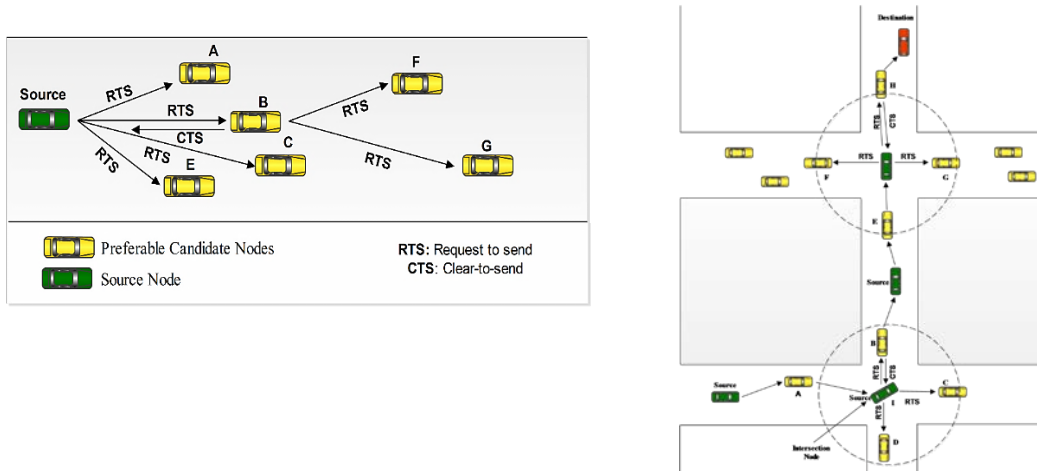 A
F
Source
RTS
RTS
B
RTS
CTS
RTS
RTS
E
C
RTS
G
Preferable Candidate Nodes
RTS: Request to send
Source Node
CTS: Clear-to-send
Destination
H
RTS
CTS
RTS
RTS
F
G
E
Source
B
RTS
CTS
Source
A
C
Source
I
RTS
RTS
Intersection
Node
D